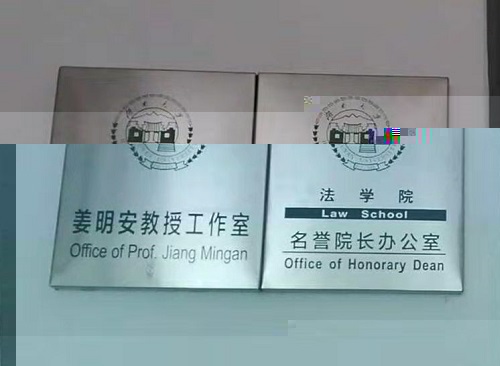 姜明安教授工作室
Office of Prof. Jiang Mingan
法学院
Law School
名誉院长办公室
Office of Honorary Dean